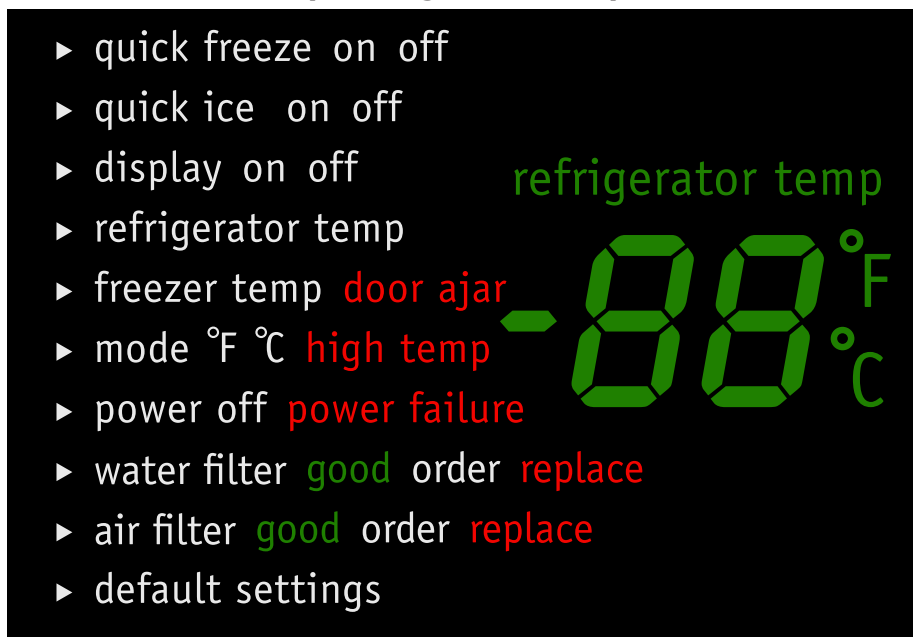 ▶ quick freeze on off
▶ quick ice on off
▶ display on off
refrigerator temp
▶ refrigerator temp
▶ freezer temp door ajar
-88 °F °C
▶ mode °F °C high temp
▶ power off power failure
▶ water filter good order replace
▶ air filter good order replace
▶ default settings